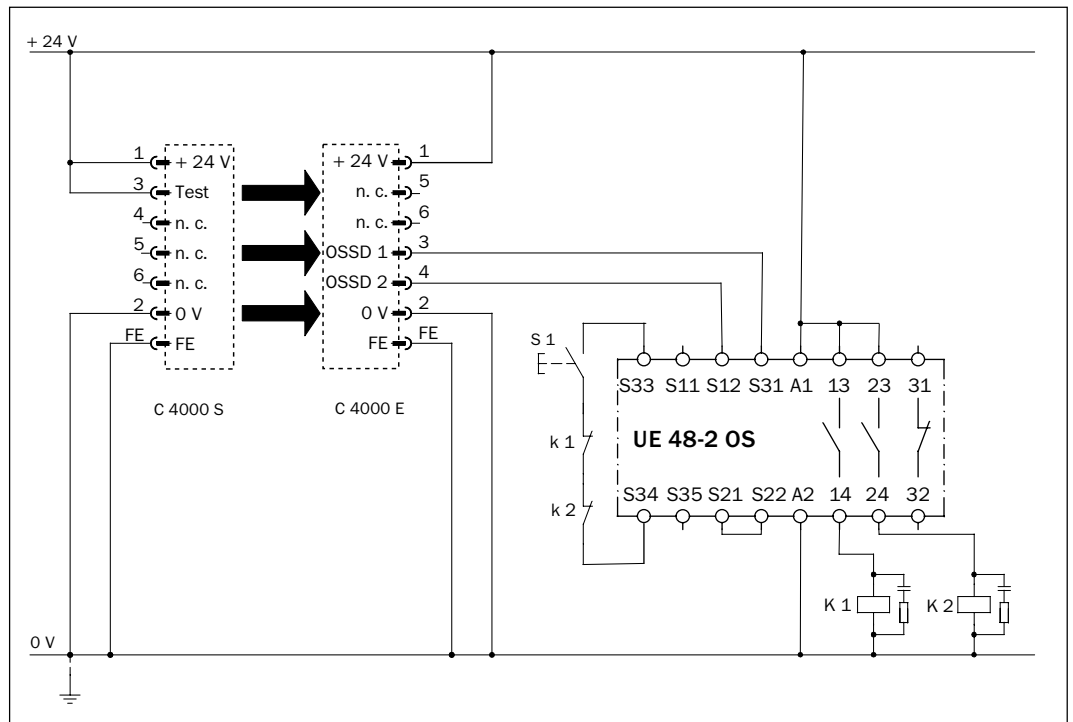 + 24 V
1 + 24 V
3 Test
4 n. c.
5 n. c.
6 n. c.
2 0 V
FE FE
C 4000 S
+ 24 V 1
n. c. 5
n. c. 6
OSSD 1 3
OSSD 2 4
0 V 2
FE FE
C 4000 E
S 1
k 1
k 2
S33 S11 S12 S31 A1 13 23 31
UE 48-2 OS
S34 S35 S21 S22 A2 14 24 32
K 1
K 2
0 V